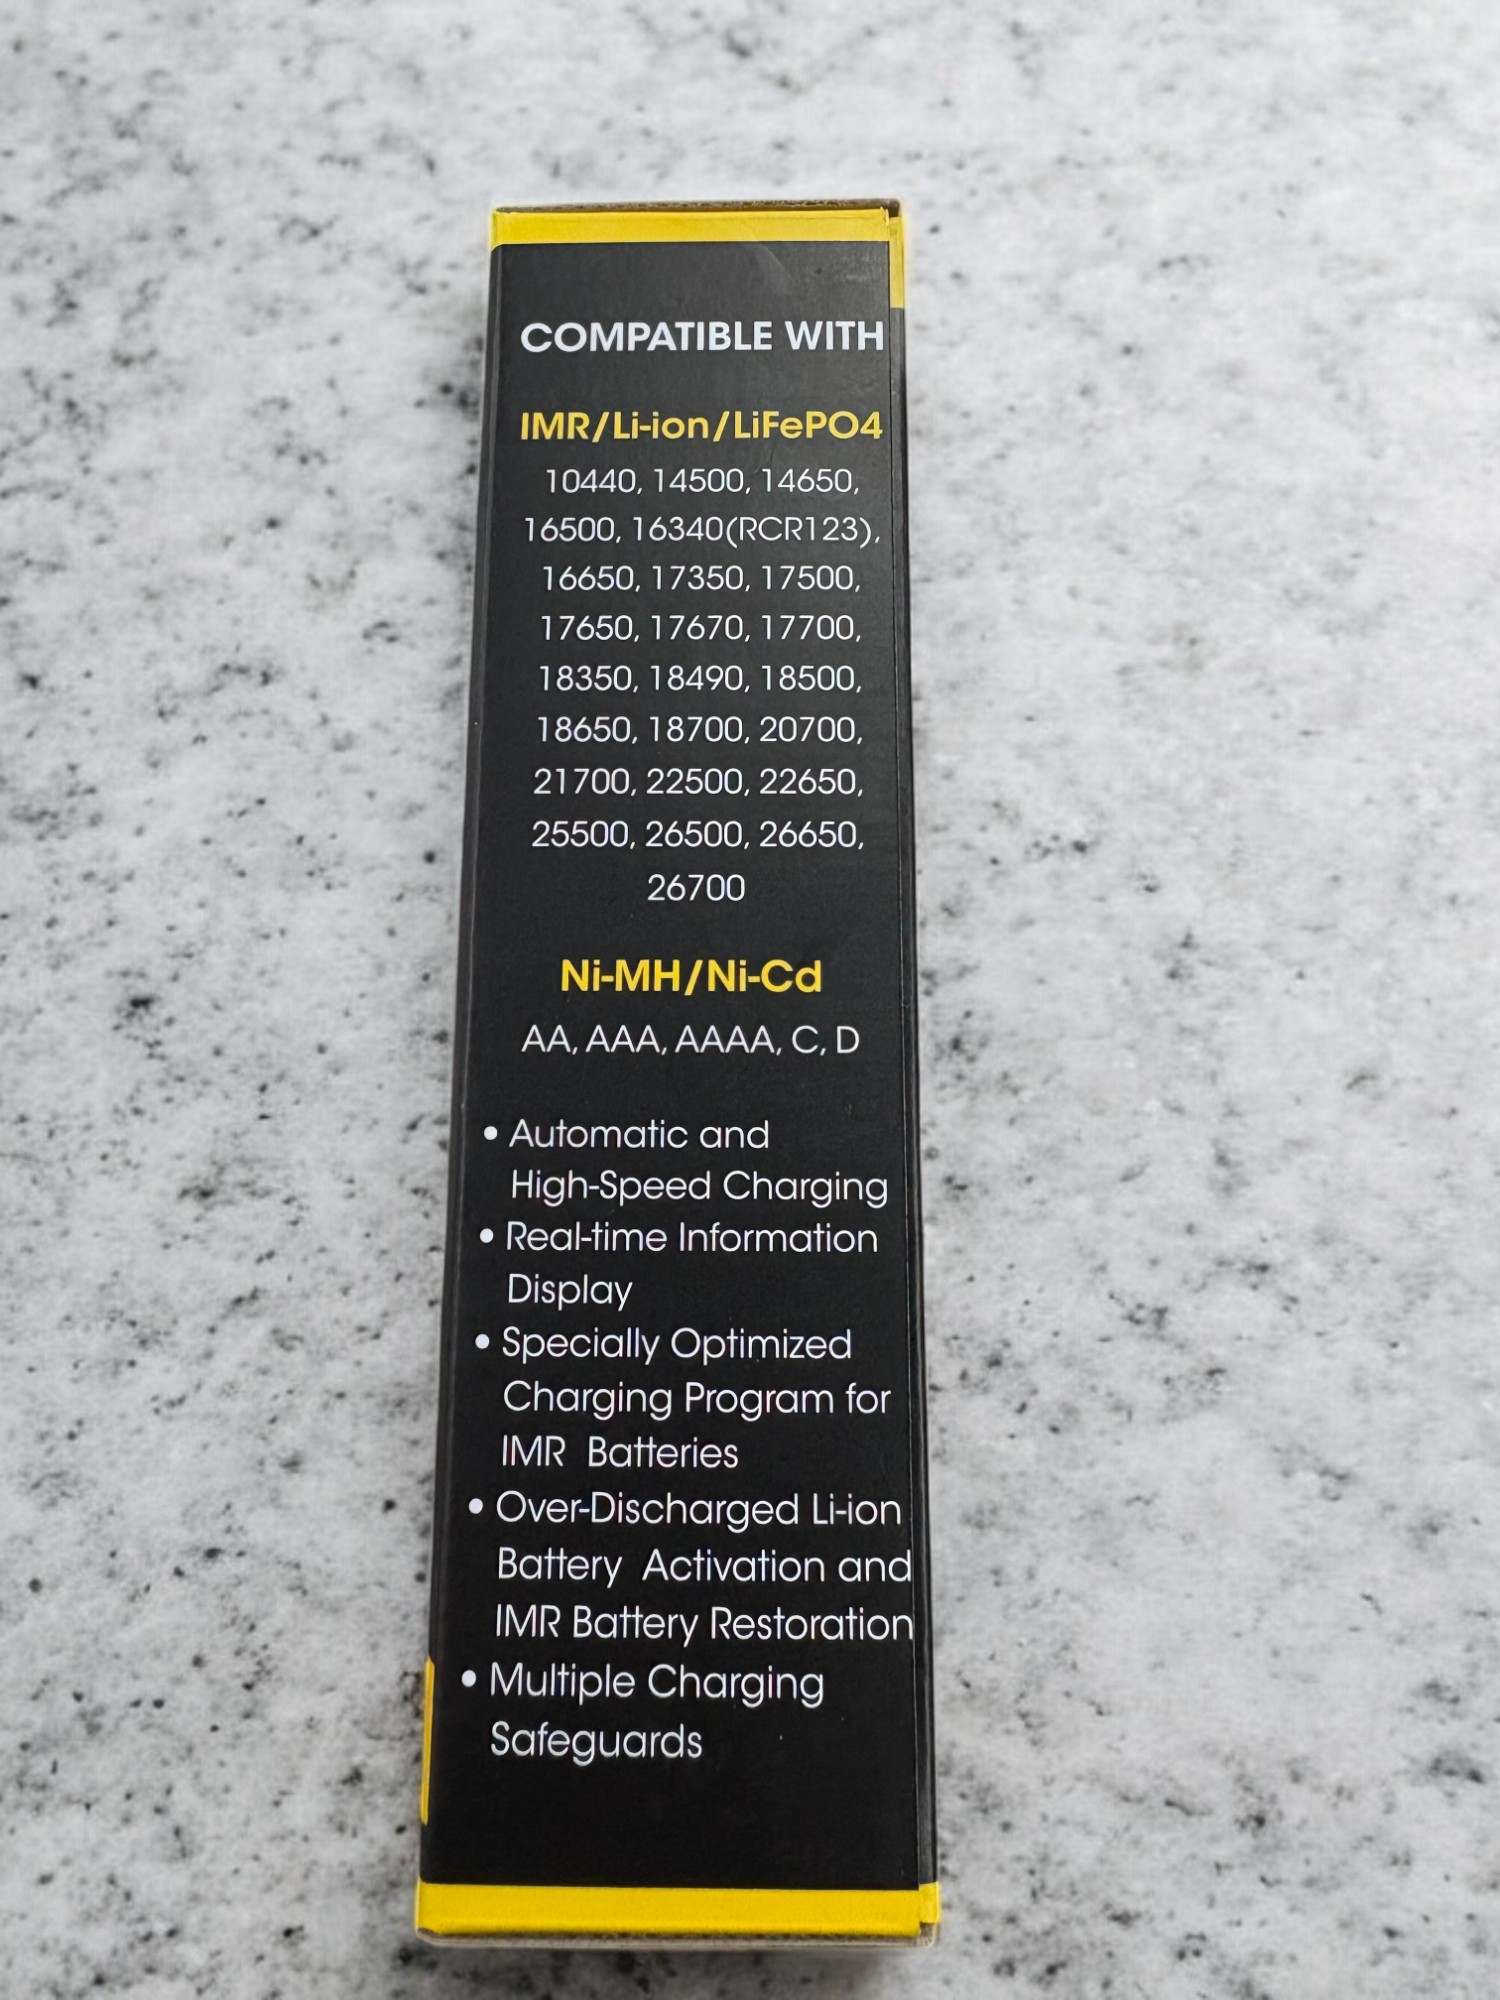 COMPATIBLE WITH
IMR/Li-ion/LiFePO4
10440, 14500, 14650,
16500, 16340(RCR123),
16650, 17350, 17500,
17650, 17670, 17700,
18350, 18490, 18500,
18650, 18700, 20700,
21700, 22500, 22650,
25500, 26500, 26650,
26700
Ni-MH/Ni-Cd
AA, AAA, AAAA, C, D
• Automatic and
High-Speed Charging
• Real-time Information
Display
• Specially Optimized
Charging Program for
IMR Batteries
• Over-Discharged Li-ion
Battery Activation and
IMR Battery Restoration
• Multiple Charging
Safeguards